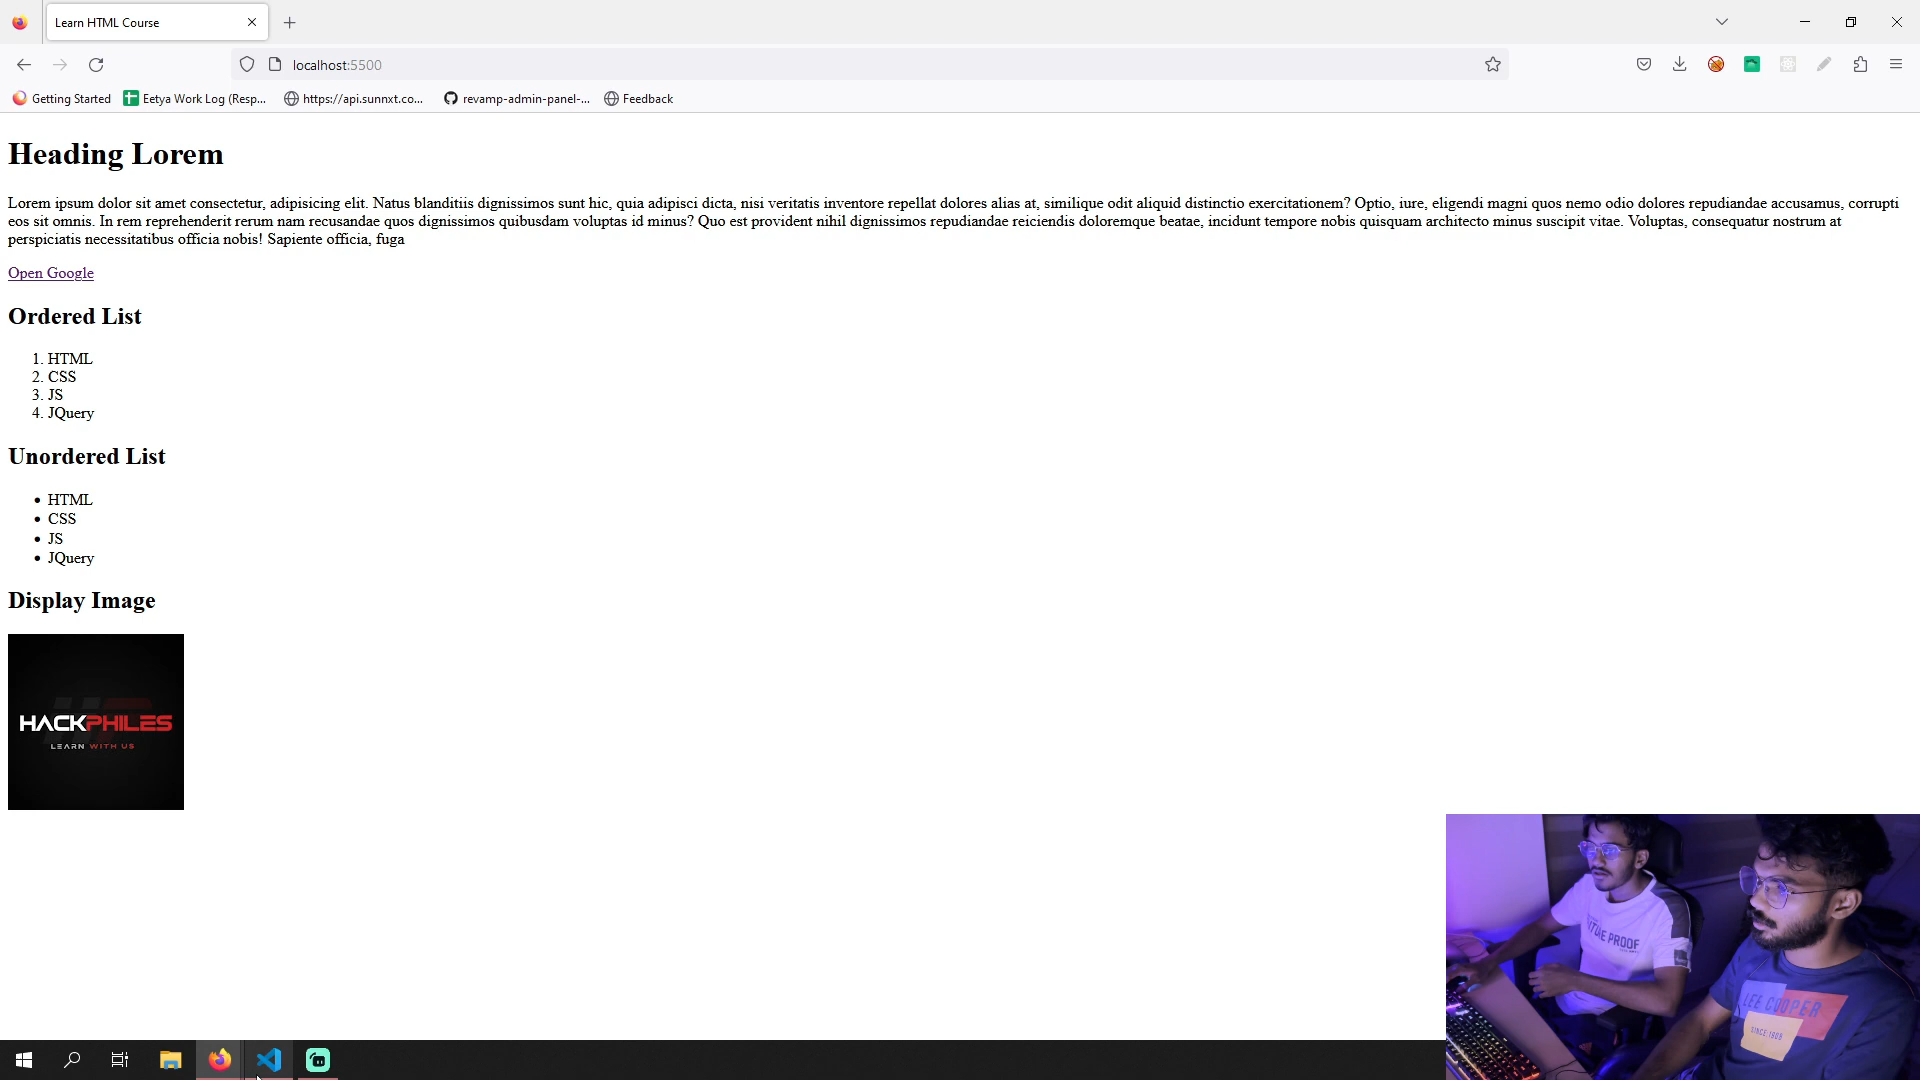 Learn HTML Course
localhost:5500
Getting Started
Eetya Work Log (Resp...
https://api.sunnxt.co...
revamp-admin-panel-...
Feedback
Heading Lorem
Lorem ipsum dolor sit amet consectetur, adipisicing elit. Natus blanditiis dignissimos sunt hic, quia adipisci dicta, nisi veritatis inventore repellat dolores alias at, similique odit aliquid distinctio exercitationem? Optio, iure, eligendi magni quos nemo odio dolores repudiandae accusamus, corrupti
eos sit omnis. In rem reprehenderit rerum nam recusandae quos dignissimos quibusdam voluptas id minus? Quo est provident nihil dignissimos repudiandae reiciendis doloremque beatae, incidunt tempore nobis quisquam architecto minus suscipit vitae. Voluptas, consequatur nostrum at
perspiciatis necessitatibus officia nobis! Sapiente officia, fuga
Open Google
Ordered List
1. HTML
2. CSS
3. JS
4. JQuery
Unordered List
• HTML
• CSS
• JS
• JQuery
Display Image
HACKPHILES
LEARN WITH US
PROOF
LEE COOPER
SINCE:1908